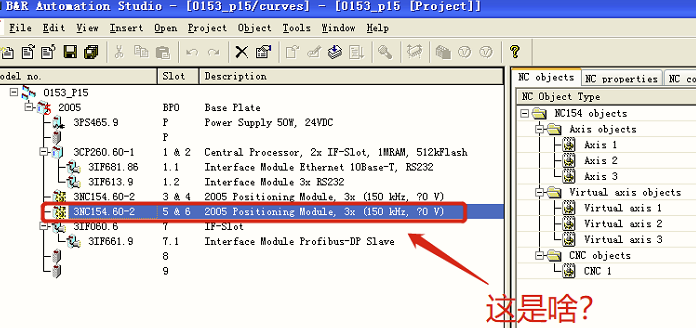 B&R Automation Studio - [0153_p15/curves] - [0153_p15 [Project]]
File Edit View Insert Open Project Object Tools Window Help
odel no. Slot Description
0153_P15
2005 BPO Base Plate
3PS465.9 P Power Supply 50W, 24VDC
P
3CP260.60-1 1 & 2 Central Processor, 2x IF-Slot, 1MRAM, 512kFlash
3IF681.86 1.1 Interface Module Ethernet 10Base-T, RS232
3IF613.9 1.2 Interface Module 3x RS232
3NC154.60-2 3 & 4 2005 Positioning Module, 3x (150 kHz, ?0 V)
3NC154.60-2 5 & 6 2005 Positioning Module, 3x (150 kHz, ?0 V)
3IF060.6 7 IF-Slot
3IF661.9 7.1 Interface Module Profibus-DP Slave
8
9
NC objects NC properties NC co
NC Object Type
NC154 objects
Axis objects
Axis 1
Axis 2
Axis 3
Virtual axis objects
Virtual axis 1
Virtual axis 2
Virtual axis 3
CNC objects
CNC 1
这是啥？